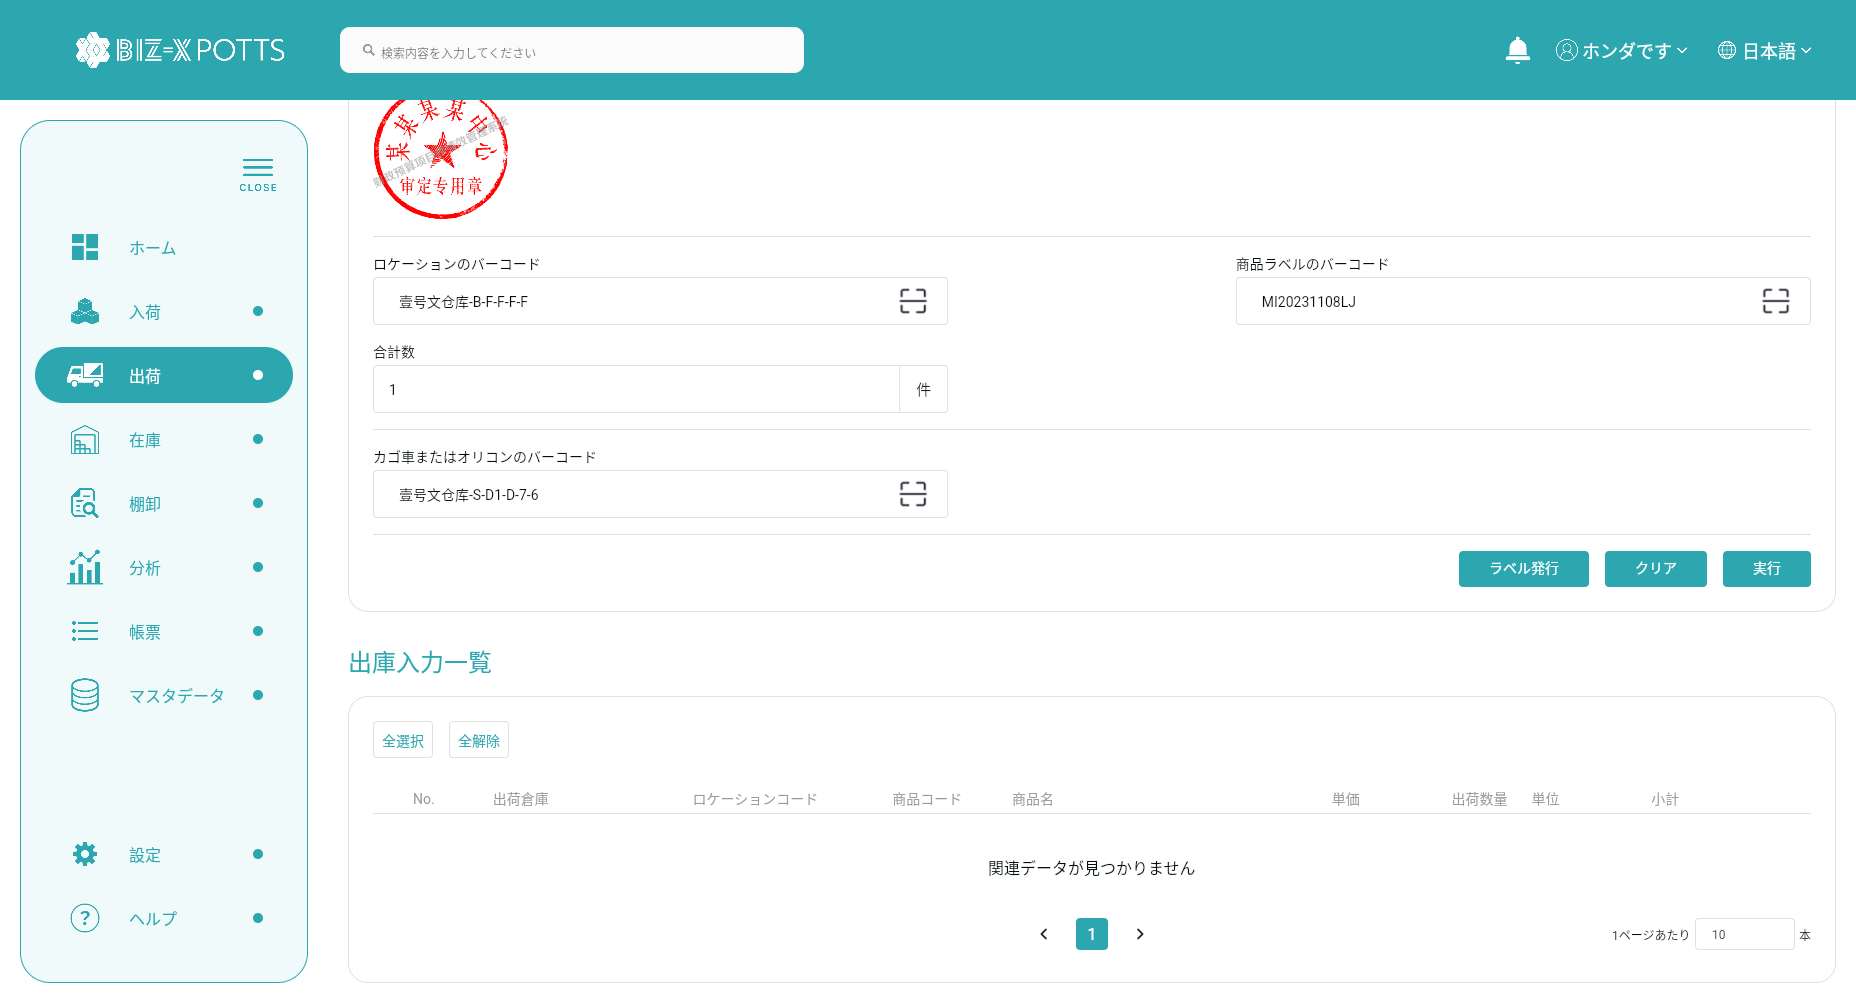 BIZ-X POTTS
検索内容を入力してください
ホンダです
日本語
CLOSE
ホーム
入荷
出荷
在庫
棚卸
分析
帳票
マスタデータ
設定
ヘルプ
某某某某中心
审定专用章
ロケーションのバーコード
商品ラベルのバーコード
壹号文仓库-B-F-F-F-F
MI20231108LJ
合計数
1
件
カゴ車またはオリコンのバーコード
壹号文仓库-S-D1-D-7-6
ラベル発行
クリア
実行
出庫入力一覧
全選択
全解除
No. 出荷倉庫 ロケーションコード 商品コード 商品名 単価 出荷数量 単位 小計
関連データが見つかりません
1
1ページあたり 10 本